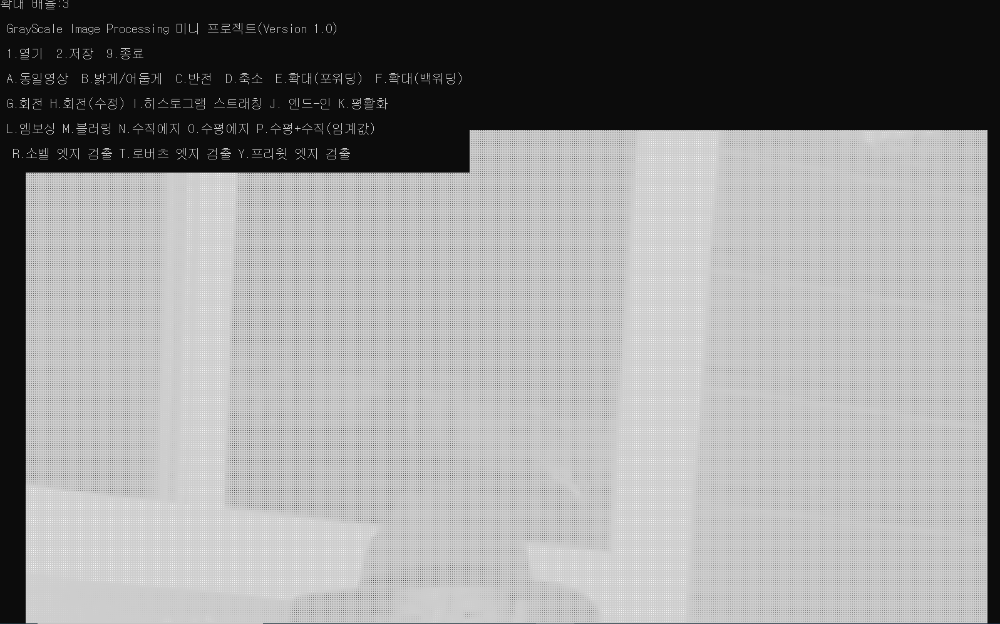 확대 배율:3
GrayScale Image Processing 미니 프로젝트(Version 1.0)
1.열기 2.저장 9.종료
A.동일영상 B.밝게/어둡게 C.반전 D.축소 E.확대(포워딩) F.확대(백워딩)
G.회전 H.회전(수정) I.히스토그램 스트래칭 J. 엔드-인 K.평활화
L.엠보싱 M.블러링 N.수직에지 O.수평에지 P.수평+수직(임계값)
R.소벨 엣지 검출 T.로버츠 엣지 검출 Y.프리윗 엣지 검출